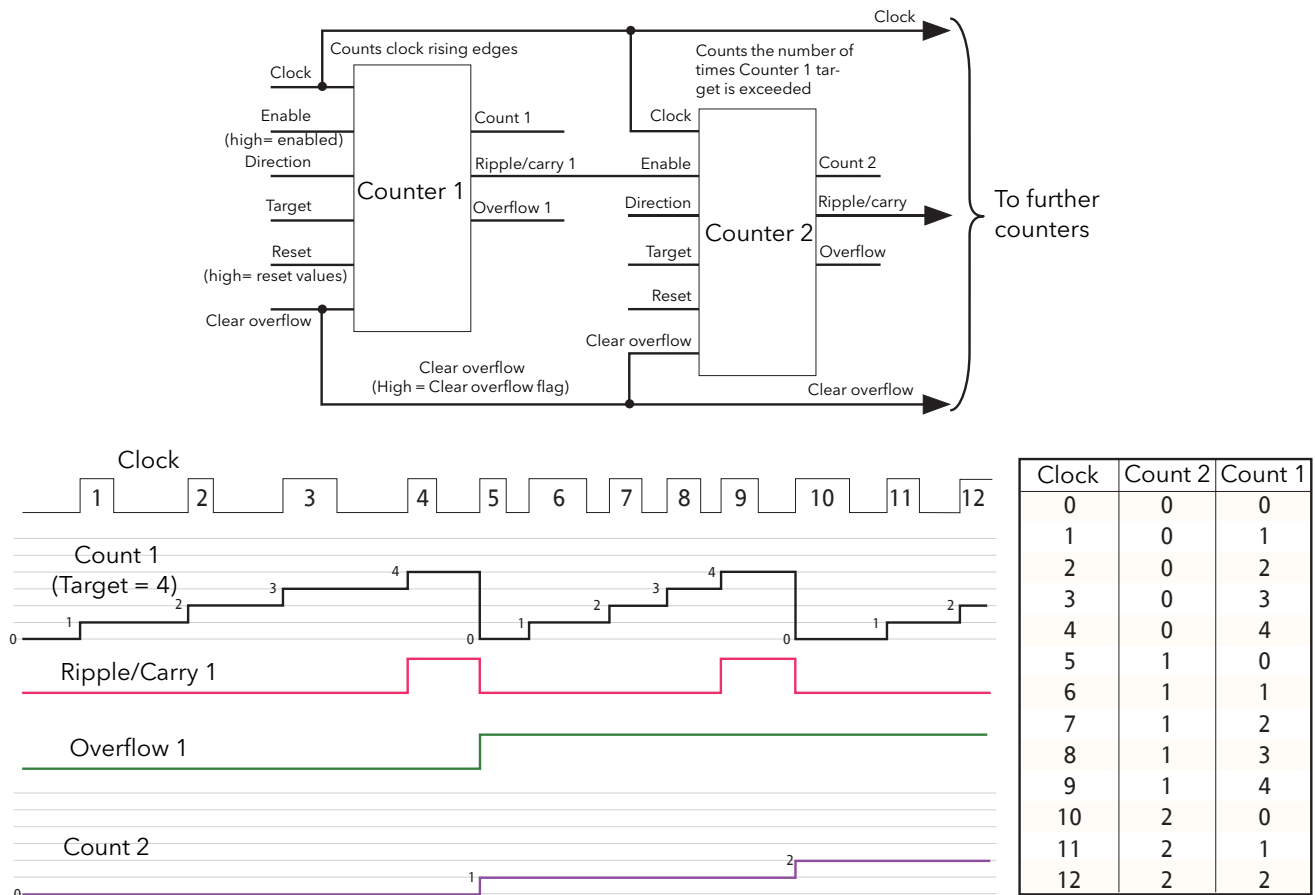 Clock
Counts clock rising edges
Counts the number of
times Counter 1 tar-
get is exceeded
Clock
Enable
(high= enabled)
Direction
Target
Reset
(high= reset values)
Clear overflow
Counter 1
Count 1
Ripple/carry 1
Overflow 1
Clock
Enable
Direction
Target
Reset
Clear overflow
Counter 2
Count 2
Ripple/carry
Overflow
To further
counters
Clear overflow
(High = Clear overflow flag)
Clear overflow
Clock
1 2 3 4 5 6 7 8 9 10 11 12
Count 1
(Target = 4)
0 1 2 3 4 0 1 2 3 4 0 1 2
Ripple/Carry 1
Overflow 1
Count 2
0 1 2
Clock Count 2 Count 1
0 0 0
1 0 1
2 0 2
3 0 3
4 0 4
5 1 0
6 1 1
7 1 2
8 1 3
9 1 4
10 2 0
11 2 1
12 2 2